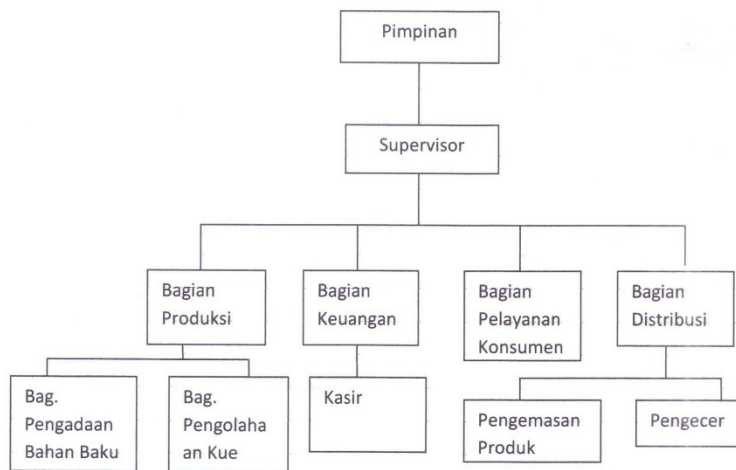 Pimpinan
Supervisor
Bagian
Produksi
Bagian
Keuangan
Bagian
Pelayanan
Konsumen
Bagian
Distribusi
Bag.
Pengadaan
Bahan Baku
Bag.
Pengolaha
an Kue
Kasir
Pengemasan
Produk
Pengecer